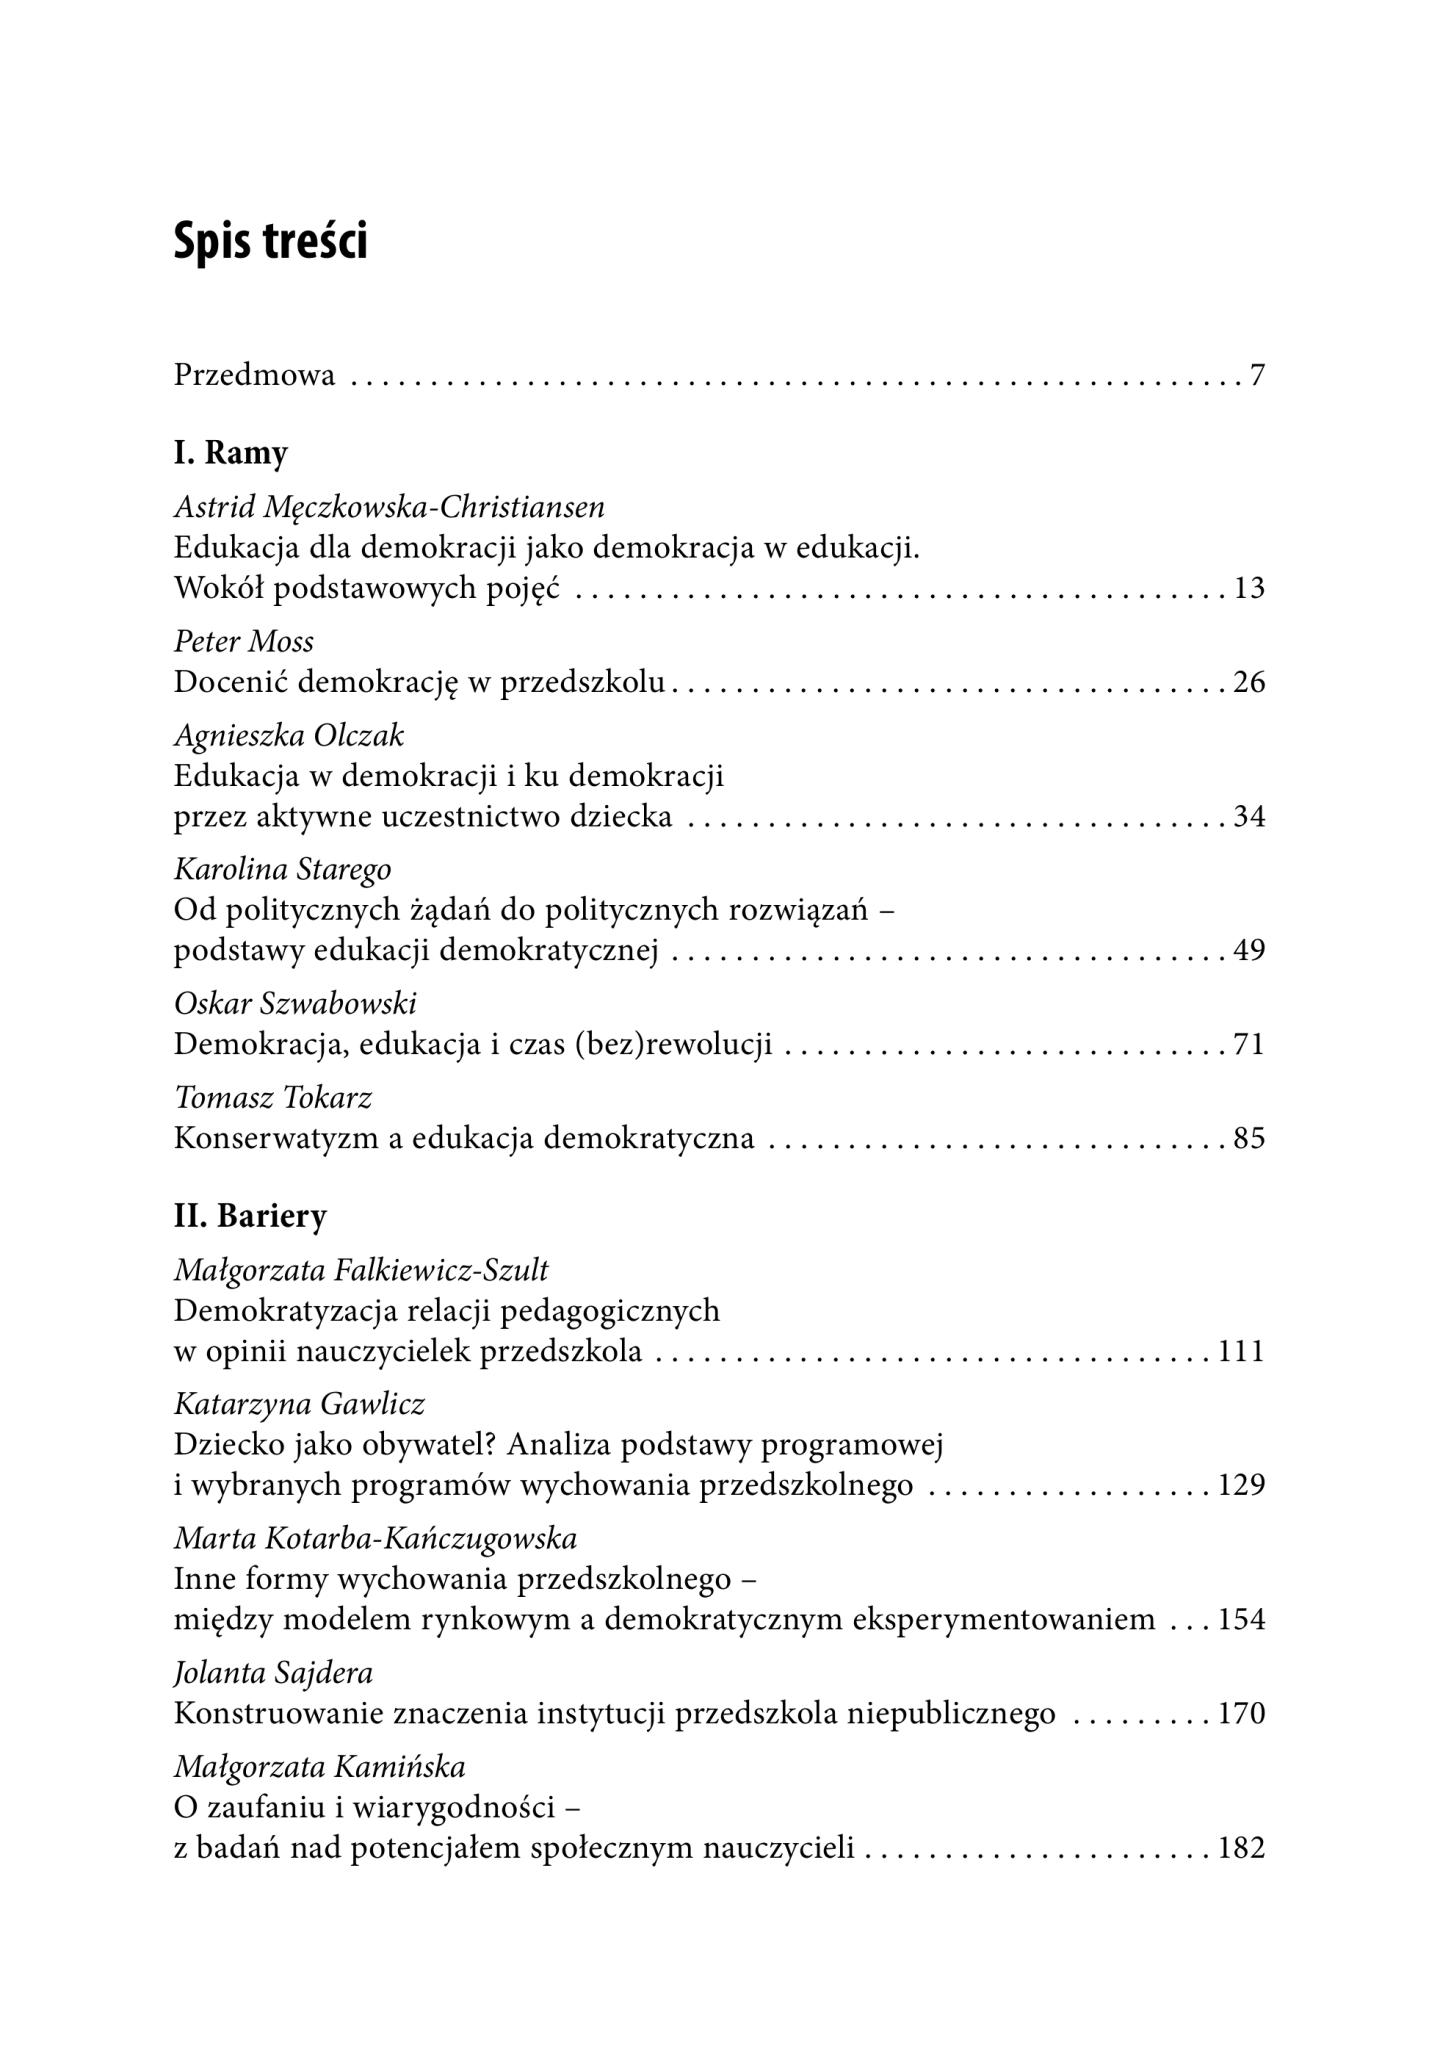 Spis treści
Przedmowa . . . . . . . . . . . . . . . . . . . . . . . . . . . . . . . . . . . . . . . . . . . . . . . . . . . . . . . . 7
I. Ramy
Astrid Męczkowska-Christiansen
Edukacja dla demokracji jako demokracja w edukacji.
Wokół podstawowych pojęć . . . . . . . . . . . . . . . . . . . . . . . . . . . . . . . . . . . . . . . . . 13
Peter Moss
Docenić demokrację w przedszkolu . . . . . . . . . . . . . . . . . . . . . . . . . . . . . . . . . . . 26
Agnieszka Olczak
Edukacja w demokracji i ku demokracji
przez aktywne uczestnictwo dziecka . . . . . . . . . . . . . . . . . . . . . . . . . . . . . . . . . . 34
Karolina Starego
Od politycznych żądań do politycznych rozwiązań –
podstawy edukacji demokratycznej . . . . . . . . . . . . . . . . . . . . . . . . . . . . . . . . . . . 49
Oskar Szwabowski
Demokracja, edukacja i czas (bez)rewolucji . . . . . . . . . . . . . . . . . . . . . . . . . . . . 71
Tomasz Tokarz
Konserwatyzm a edukacja demokratyczna . . . . . . . . . . . . . . . . . . . . . . . . . . . . . 85
II. Bariery
Małgorzata Falkiewicz-Szult
Demokratyzacja relacji pedagogicznych
w opinii nauczycielek przedszkola . . . . . . . . . . . . . . . . . . . . . . . . . . . . . . . . . . . 111
Katarzyna Gawlicz
Dziecko jako obywatel? Analiza podstawy programowej
i wybranych programów wychowania przedszkolnego . . . . . . . . . . . . . . . . . . 129
Marta Kotarba-Kańczugowska
Inne formy wychowania przedszkolnego –
między modelem rynkowym a demokratycznym eksperymentowaniem . . . 154
Jolanta Sajdera
Konstruowanie znaczenia instytucji przedszkola niepublicznego . . . . . . . . . 170
Małgorzata Kamińska
O zaufaniu i wiarygodności –
z badań nad potencjałem społecznym nauczycieli . . . . . . . . . . . . . . . . . . . . . . 182